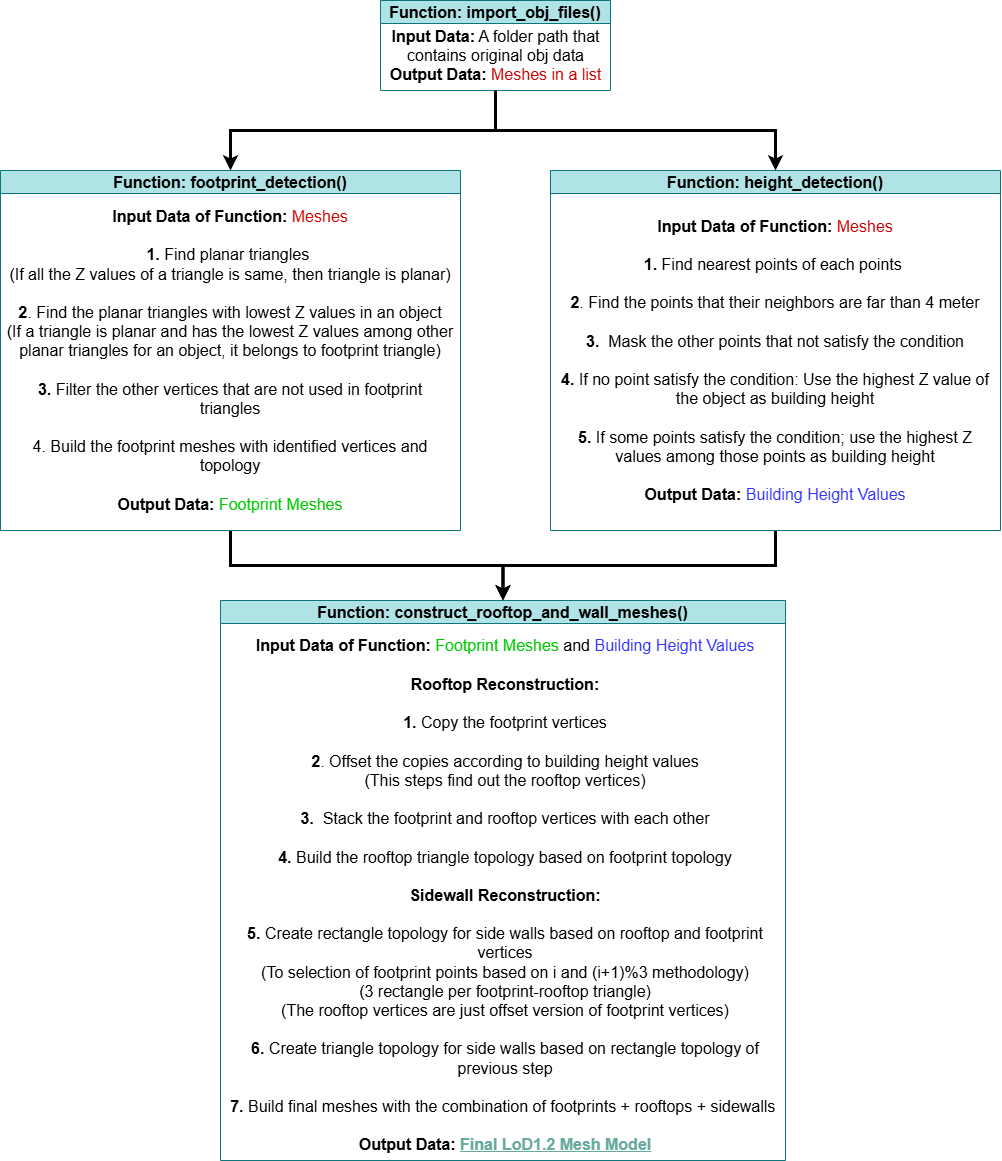 Function: import_obj_files()
Input Data: A folder path that
contains original obj data
Output Data: Meshes in a list
Function: footprint_detection()
Input Data of Function: Meshes
1. Find planar triangles
(If all the Z values of a triangle is same, then triangle is planar)
2. Find the planar triangles with lowest Z values in an object
(If a triangle is planar and has the lowest Z values among other
planar triangles for an object, it belongs to footprint triangle)
3. Filter the other vertices that are not used in footprint
triangles
4. Build the footprint meshes with identified vertices and
topology
Output Data: Footprint Meshes
Function: height_detection()
Input Data of Function: Meshes
1. Find nearest points of each points
2. Find the points that their neighbors are far than 4 meter
3. Mask the other points that not satisfy the condition
4. If no point satisfy the condition: Use the highest Z value of
the object as building height
5. If some points satisfy the condition; use the highest Z
values among those points as building height
Output Data: Building Height Values
Function: construct_rooftop_and_wall_meshes()
Input Data of Function: Footprint Meshes and Building Height Values
Rooftop Reconstruction:
1. Copy the footprint vertices
2. Offset the copies according to building height values
(This steps find out the rooftop vertices)
3. Stack the footprint and rooftop vertices with each other
4. Build the rooftop triangle topology based on footprint topology
Sidewall Reconstruction:
5. Create rectangle topology for side walls based on rooftop and footprint
vertices
(To selection of footprint points based on i and (i+1)%3 methodology)
(3 rectangle per footprint-rooftop triangle)
(The rooftop vertices are just offset version of footprint vertices)
6. Create triangle topology for side walls based on rectangle topology of
previous step
7. Build final meshes with the combination of footprints + rooftops + sidewalls
Output Data: Final LoD1.2 Mesh Model